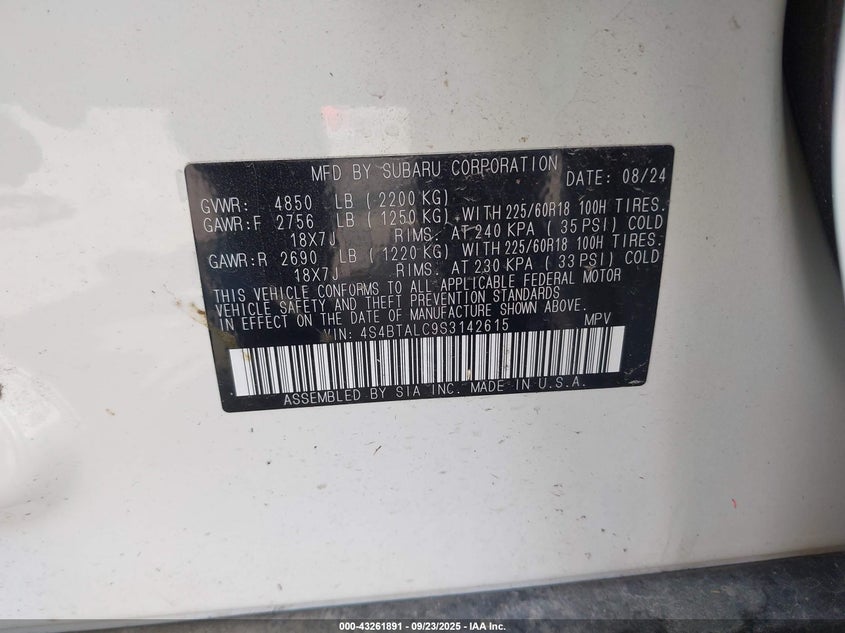 MFD BY SUBARU CORPORATION DATE: 08/24
GVWR: 4850 LB (2200 KG)
GAWR:F 2756 LB (1250 KG) WITH 225/60R18 100H TIRES.
18X7J RIMS. AT 240 KPA (35 PSI) COLD
GAWR:R 2690 LB (1220 KG) WITH 225/60R18 100H TIRES.
18X7J RIMS. AT 230 KPA (33 PSI) COLD
THIS VEHICLE CONFORMS TO ALL APPLICABLE FEDERAL MOTOR
VEHICLE SAFETY AND THEFT PREVENTION STANDARDS
IN EFFECT ON THE DATE OF MANUFACTURE SHOWN ABOVE.
VIN: 4S4BTALC9S3142615 MPV
ASSEMBLED BY SIA INC. MADE IN U.S.A.
000-43261891 - 09/23/2025 - IAA Inc.